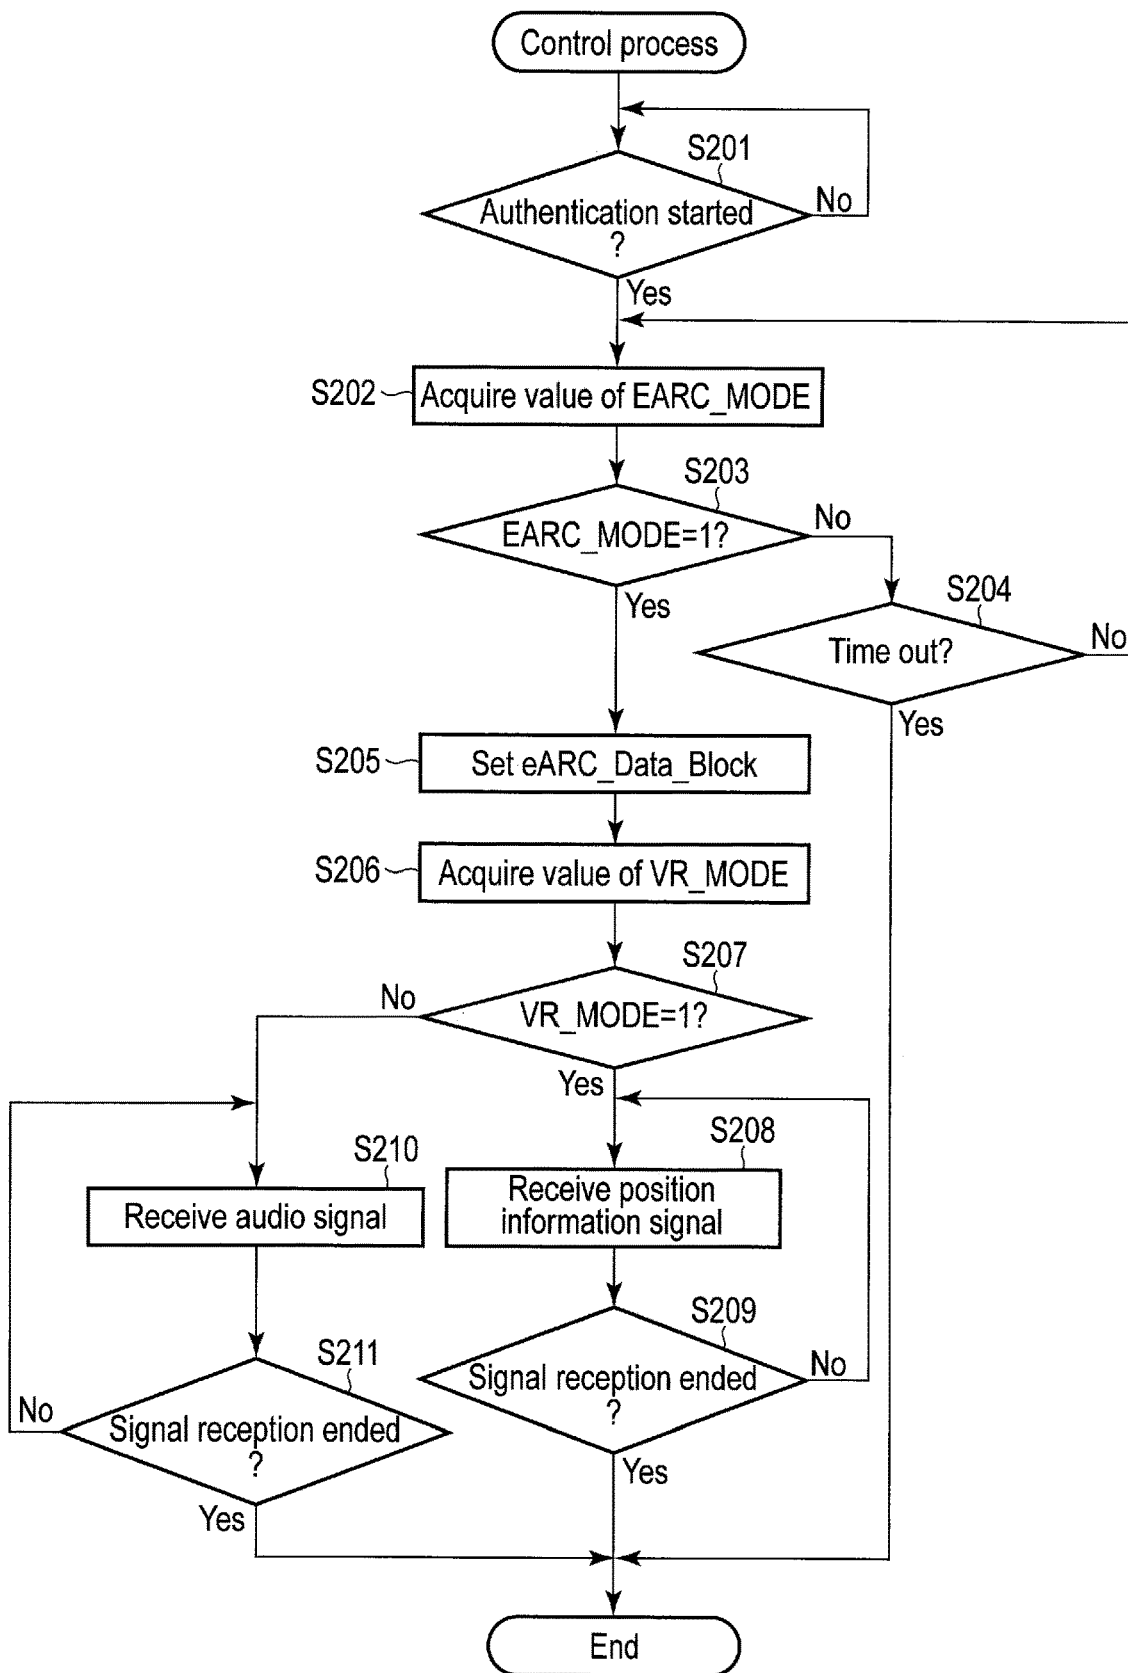 Control process
S201
Authentication started
?
No
Yes
S202
Acquire value of EARC_MODE
S203
EARC_MODE=1?
No
Yes
S204
Time out?
No
Yes
S205
Set eARC_Data_Block
S206
Acquire value of VR_MODE
S207
VR_MODE=1?
No
Yes
S208
Receive position
information signal
S210
Receive audio signal
S209
Signal reception ended
?
No
Yes
S211
Signal reception ended
?
No
Yes
End